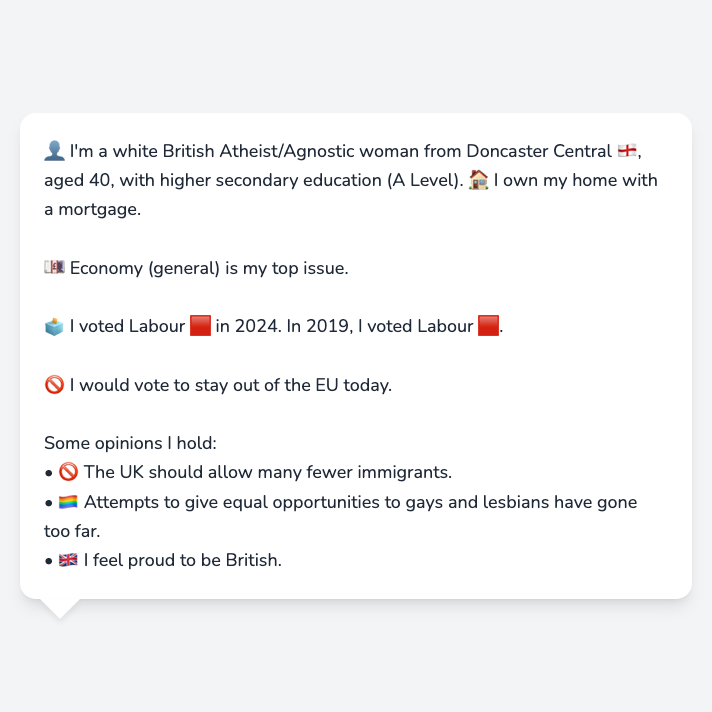 👤 I'm a white British Atheist/Agnostic woman from Doncaster Central 🏴󠁧󠁢󠁥󠁮󠁧󠁿,
aged 40, with higher secondary education (A Level). 🏠 I own my home with
a mortgage.
💷 Economy (general) is my top issue.
🗳️ I voted Labour 🟥 in 2024. In 2019, I voted Labour 🟥.
🚫 I would vote to stay out of the EU today.
Some opinions I hold:
• 🚫 The UK should allow many fewer immigrants.
• 🏳️‍🌈 Attempts to give equal opportunities to gays and lesbians have gone
too far.
• 🇬🇧 I feel proud to be British.